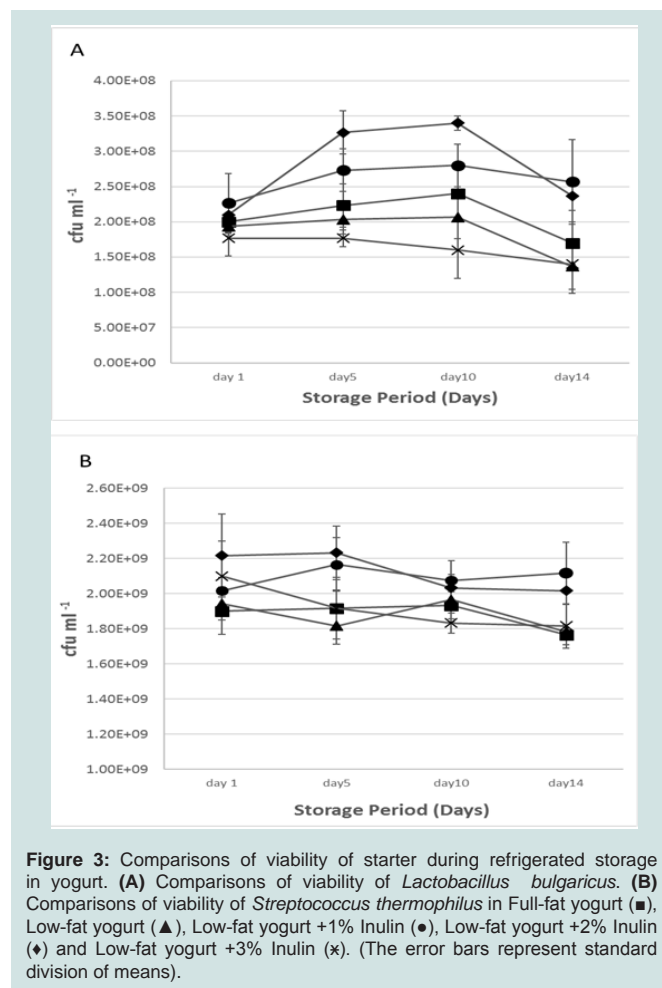 A
4.00E+08
3.50E+08
3.00E+08
2.50E+08
2.00E+08
1.50E+08
1.00E+08
5.00E+07
0.00E+00
cfu ml -1
day 1 day5 day10 day14
Storage Period (Days)
B
2.60E+09
2.40E+09
2.20E+09
2.00E+09
1.80E+09
1.60E+09
1.40E+09
1.20E+09
1.00E+09
cfu ml -1
day 1 day5 day10 day14
Storage Period (Days)
Figure 3: Comparisons of viability of starter during refrigerated storage
in yogurt. (A) Comparisons of viability of Lactobacillus bulgaricus. (B)
Comparisons of viability of Streptococcus thermophilus in Full-fat yogurt (■),
Low-fat yogurt (▲), Low-fat yogurt +1% Inulin (●), Low-fat yogurt +2% Inulin
(♦) and Low-fat yogurt +3% Inulin (⚹). (The error bars represent standard
division of means).